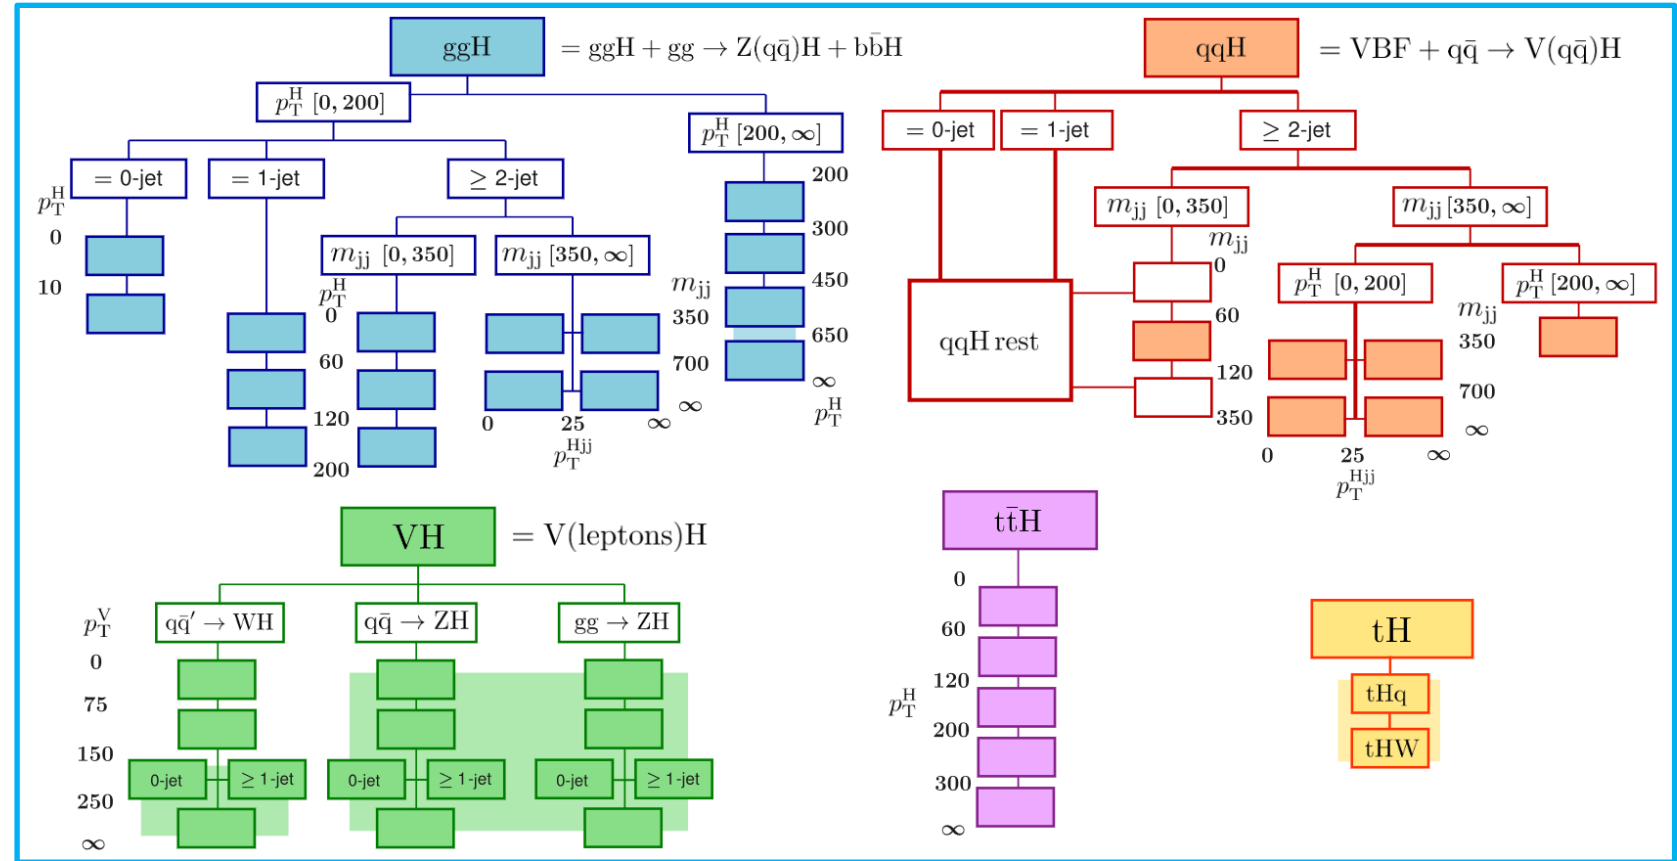 ggH
= ggH + gg → Z(qq̄)H + bb̄H
p_T^H [0, 200]
p_T^H [200, ∞]
= 0-jet
= 1-jet
≥ 2-jet
p_T^H
0
10
m_jj [0, 350]
m_jj [350, ∞]
p_T^H
0
60
120
200
m_jj
350
700
∞
0
25
∞
p_T^Hjj
200
300
450
650
∞
p_T^H
qqH
= VBF + qq̄ → V(qq̄)H
= 0-jet
= 1-jet
≥ 2-jet
m_jj [0, 350]
m_jj [350, ∞]
qqH rest
m_jj
0
60
120
350
p_T^H [0, 200]
p_T^H [200, ∞]
m_jj
350
700
∞
0
25
∞
p_T^Hjj
VH
= V(leptons)H
qq̄′ → WH
qq̄ → ZH
gg → ZH
p_T^V
0
75
150
250
∞
0-jet
≥ 1-jet
0-jet
≥ 1-jet
0-jet
≥ 1-jet
tt̄H
0
60
120
p_T^H
200
300
∞
tH
tHq
tHW